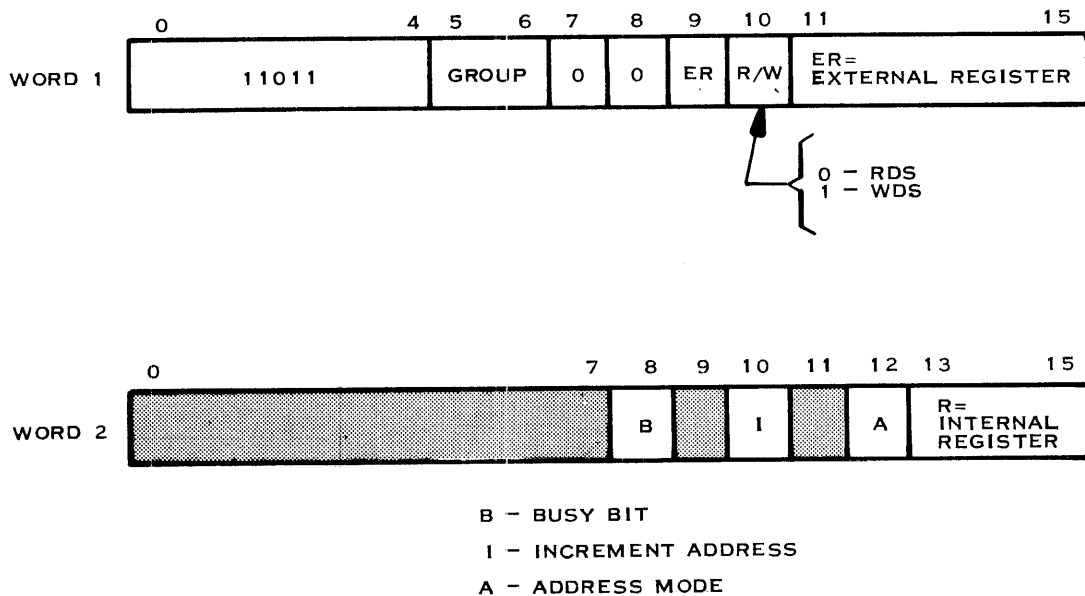 0 4 5 6 7 8 9 10 11 15
WORD 1 11011 GROUP 0 0 ER R/W ER=
EXTERNAL REGISTER
0 - RDS
1 - WDS
0 7 8 9 10 11 12 13 15
WORD 2 B I A R=
INTERNAL
REGISTER
B - BUSY BIT
I - INCREMENT ADDRESS
A - ADDRESS MODE